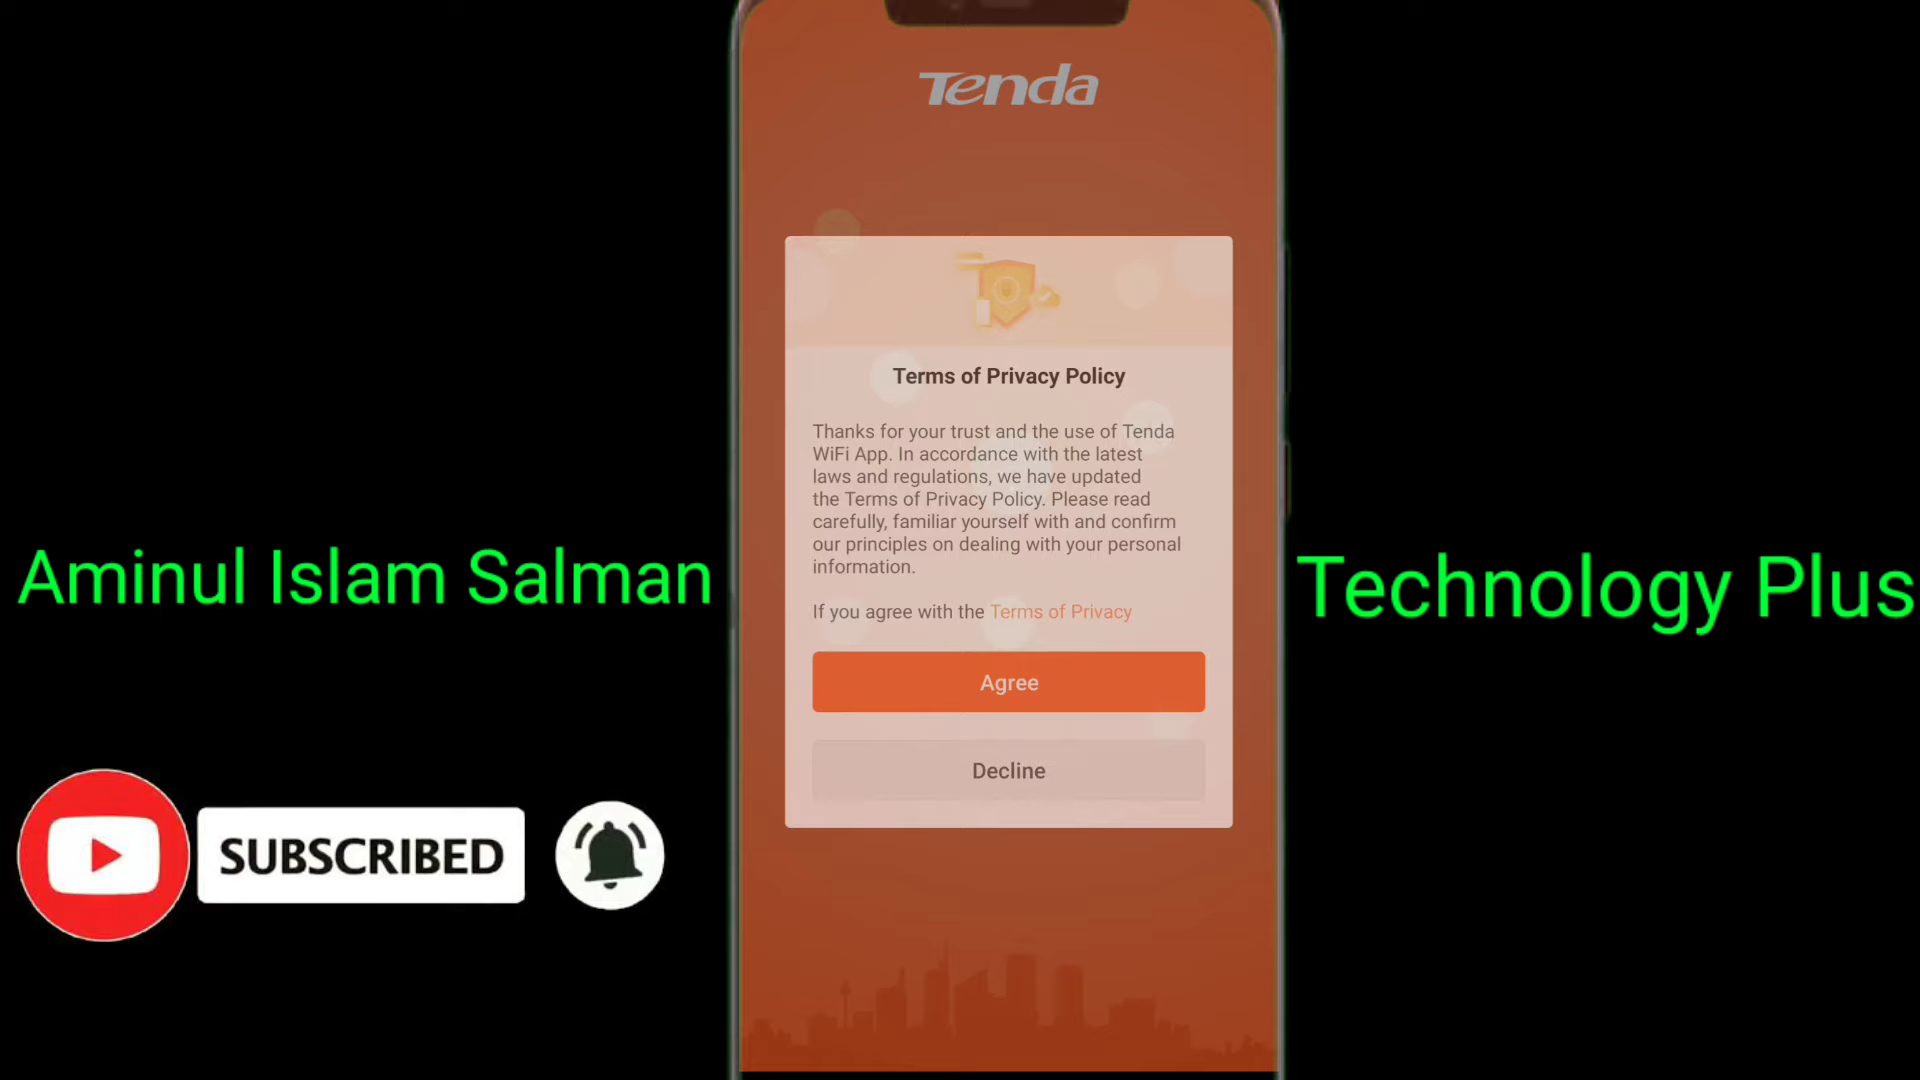 Tenda
Terms of Privacy Policy
Thanks for your trust and the use of Tenda
WiFi App. In accordance with the latest
laws and regulations, we have updated
the Terms of Privacy Policy. Please read
carefully, familiar yourself with and confirm
our principles on dealing with your personal
information.
If you agree with the Terms of Privacy
Agree
Decline
Aminul Islam Salman
Technology Plus
SUBSCRIBED